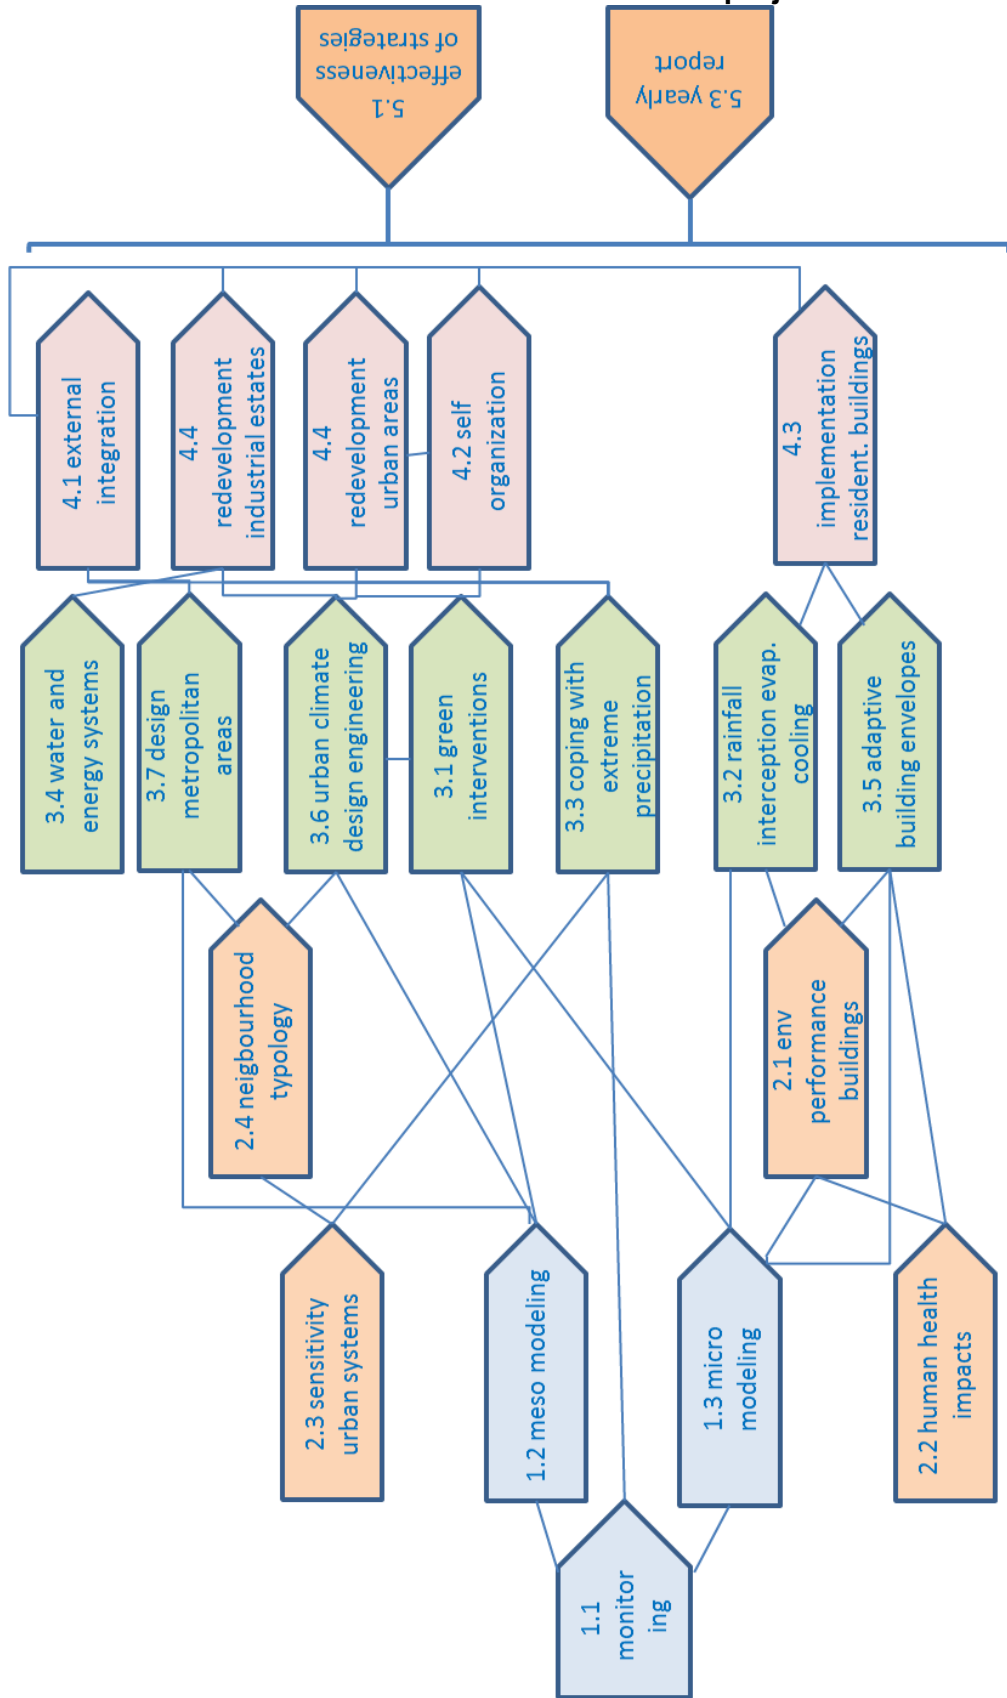 5.1
effectiveness
of strategies
5.3 yearly
report
4.1 external
integration
4.4
redevelopment
industrial estates
4.4
redevelopment
urban areas
4.2 self
organization
4.3
implementation
resident. buildings
3.4 water and
energy systems
3.7 design
metropolitan
areas
3.6 urban climate
design engineering
3.1 green
interventions
3.3 coping with
extreme
precipitation
3.2 rainfall
interception evap.
cooling
3.5 adaptive
building envelopes
2.4 neigbourhood
typology
2.1 env
performance
buildings
2.3 sensitivity
urban systems
1.2 meso modeling
1.3 micro
modeling
2.2 human health
impacts
1.1
monitor
ing